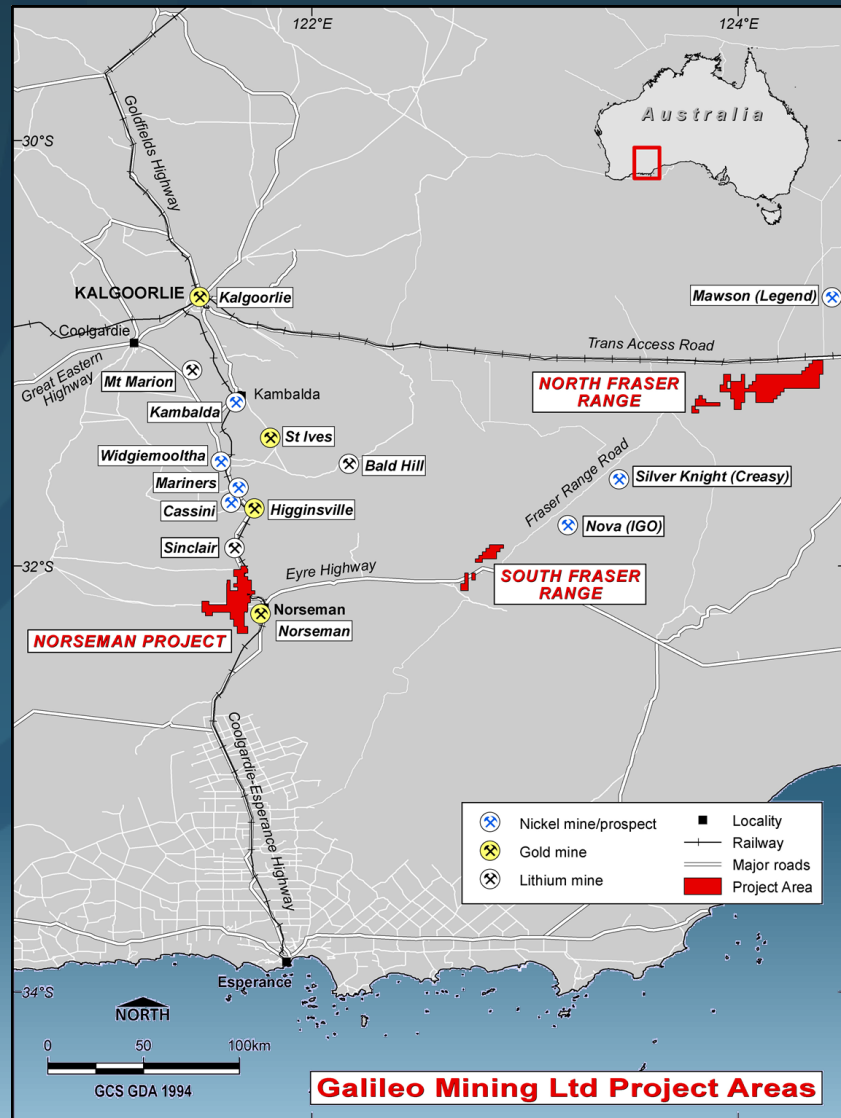 122°E
124°E
Goldfields Highway
Australia
30°S
KALGOORLIE
Kalgoorlie
Mawson (Legend)
Coolgardie
Trans Access Road
Great Eastern
Highway
Mt Marion
NORTH FRASER
RANGE
Kambalda
Kambalda
St Ives
Fraser Range Road
Widgiemooltha
Bald Hill
Silver Knight (Creasy)
Mariners
Cassini
Higginsville
Nova (IGO)
Sinclair
32°S
Eyre Highway
SOUTH FRASER
RANGE
Norseman
Norseman
NORSEMAN PROJECT
Coolgardie-Esperance Highway
Nickel mine/prospect
Gold mine
Lithium mine
Locality
Railway
Major roads
Project Area
Esperance
34°S
NORTH
0 50 100km
GCS GDA 1994
Galileo Mining Ltd Project Areas